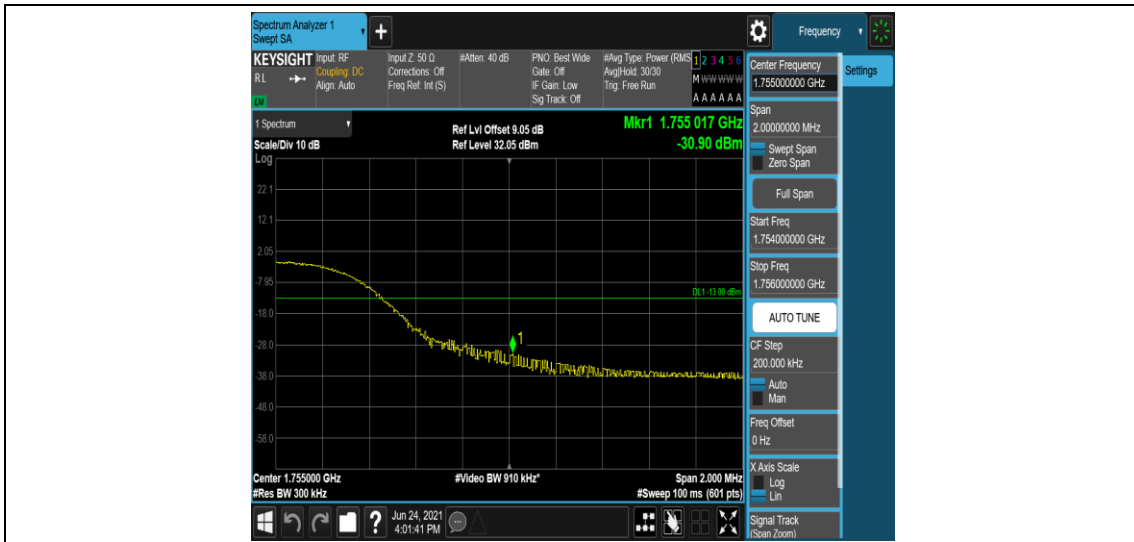 Spectrum Analyzer 1
Swept SA
+
Frequency
KEYSIGHT
RL
LXI
Input: RF
Coupling: DC
Align: Auto
Input Z: 50 Ω
Corrections: Off
Freq Ref: Int (S)
#Atten: 40 dB
PNO: Best Wide
Gate: Off
IF Gain: Low
Sig Track: Off
#Avg Type: Power (RMS
Avg|Hold: 30/30
Trig: Free Run
1 2 3 4 5 6
M W W W W W
A A A A A A
1 Spectrum
Scale/Div 10 dB
Ref Lvl Offset 9.05 dB
Ref Level 32.05 dBm
Mkr1 1.755 017 GHz
-30.90 dBm
Log
22.1
12.1
2.05
-7.95
-18.0
-28.0
-38.0
-48.0
-58.0
DL1 -13.00 dBm
1
Center 1.755000 GHz
#Res BW 300 kHz
#Video BW 910 kHz*
Span 2.000 MHz
#Sweep 100 ms (601 pts)
?
Jun 24, 2021
4:01:41 PM
Center Frequency
1.755000000 GHz
Settings
Span
2.00000000 MHz
Swept Span
Zero Span
Full Span
Start Freq
1.754000000 GHz
Stop Freq
1.756000000 GHz
AUTO TUNE
CF Step
200.000 kHz
Auto
Man
Freq Offset
0 Hz
X Axis Scale
Log
Lin
Signal Track
(Span Zoom)